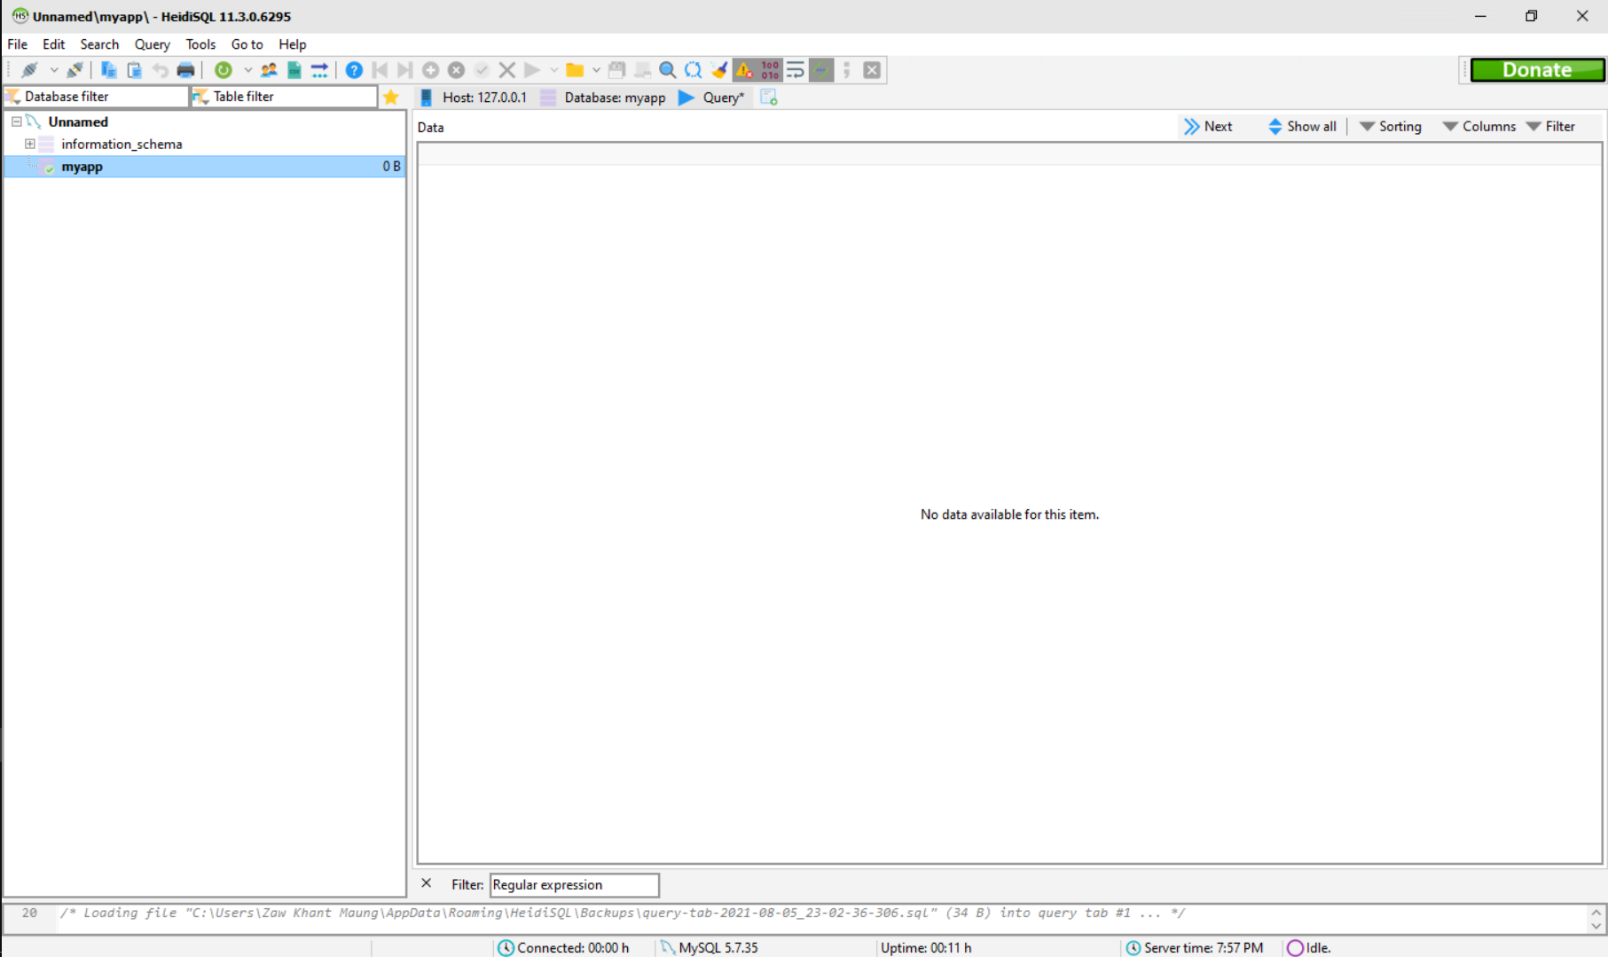 Unnamed\myapp\ - HeidiSQL 11.3.0.6295
File Edit Search Query Tools Go to Help
Donate
Database filter Table filter Host: 127.0.0.1 Database: myapp Query*
Unnamed
information_schema
myapp 0 B
Data Next Show all Sorting Columns Filter
No data available for this item.
Filter: Regular expression
20 /* Loading file "C:\Users\Zaw Khant Maung\AppData\Roaming\HeidiSQL\Backups\query-tab-2021-08-05_23-02-36-306.sql" (34 B) into query tab #1 ... */
Connected: 00:00 h MySQL 5.7.35 Uptime: 00:11 h Server time: 7:57 PM Idle.